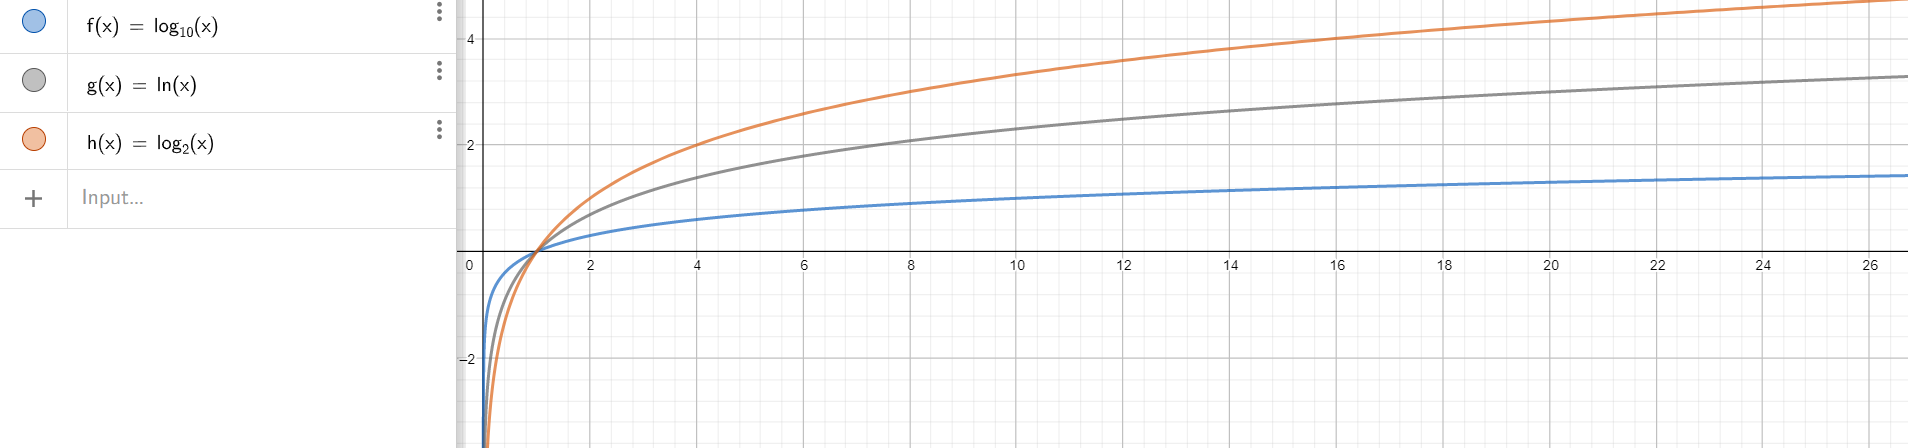 f(x) = log₁₀(x)
g(x) = ln(x)
h(x) = log₂(x)
+ Input...
4
2
0 2 4 6 8 10 12 14 16 18 20 22 24 26
–2